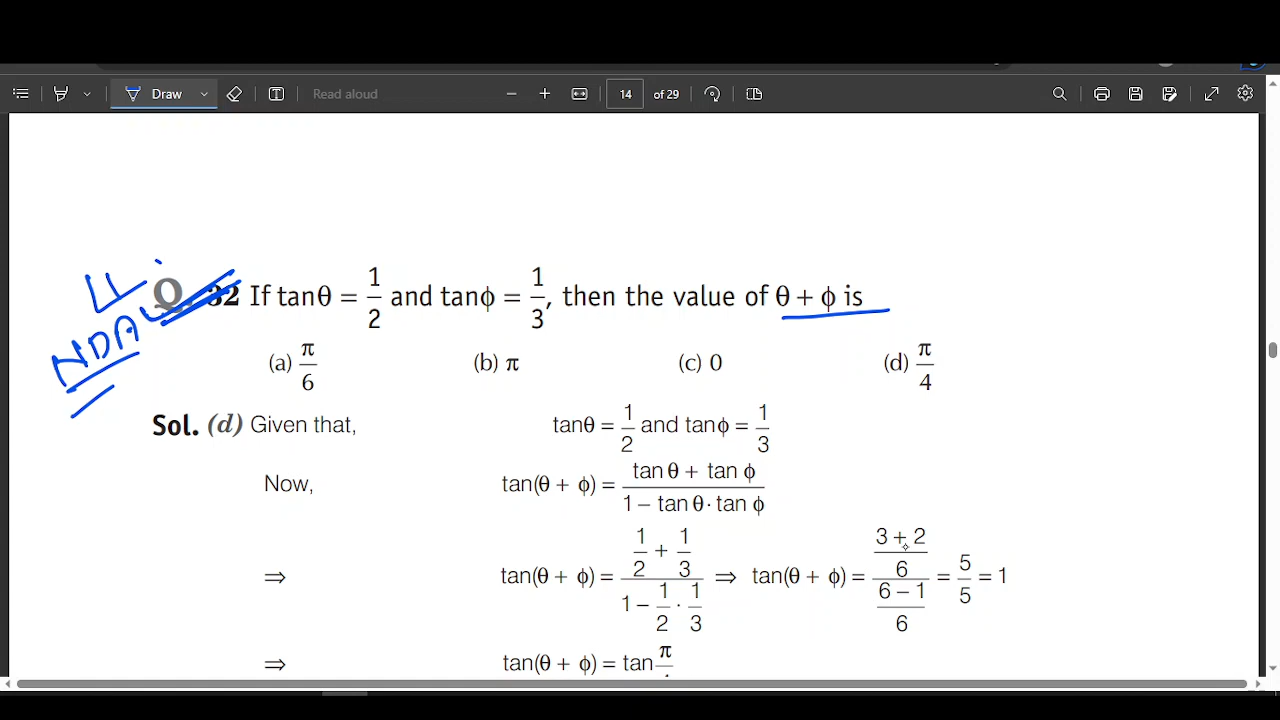 Draw
Read aloud
14 of 29
Q. 32 If tanθ = 1/2 and tanϕ = 1/3, then the value of θ + ϕ is
NDA
(a) π/6 (b) π (c) 0 (d) π/4
Sol. (d) Given that, tanθ = 1/2 and tanϕ = 1/3
Now, tan(θ + ϕ) = (tan θ + tan ϕ)/(1 – tan θ · tan ϕ)
⇒ tan(θ + ϕ) = (1/2 + 1/3)/(1 – 1/2 · 1/3) ⇒ tan(θ + ϕ) = ((3 + 2)/6)/((6 – 1)/6) = 5/5 = 1
⇒ tan(θ + ϕ) = tan π/